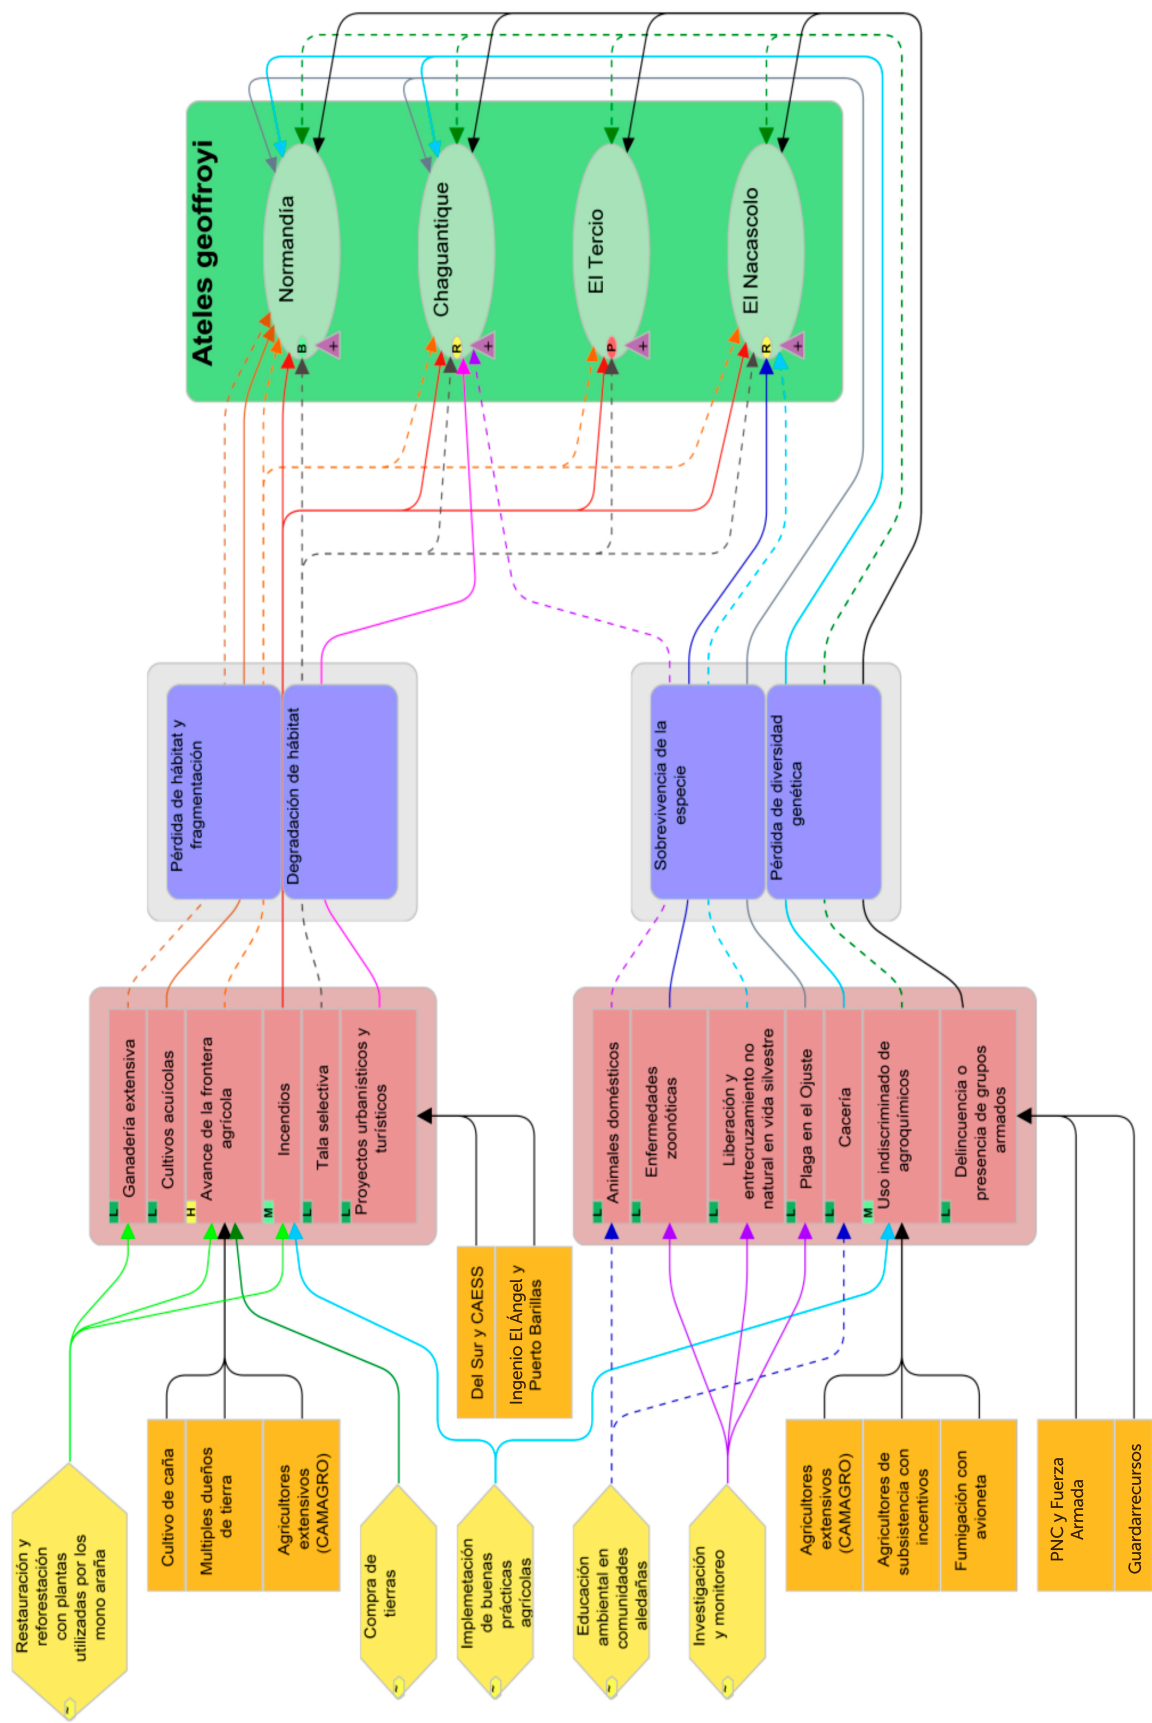 Restauración y
reforestación
con plantas
utilizadas por los
mono araña
~
Compra de
tierras
~
Implemetación
de buenas
prácticas
agrícolas
~
Educación
ambiental en
comunidades
aledañas
~
Investigación
y monitoreo
~
Cultivo de caña
Multiples dueños
de tierra
Agricultores
extensivos
(CAMAGRO)
Del Sur y CAESS
Ingenio El Ángel y
Puerto Barillas
Agricultores
extensivos
(CAMAGRO)
Agricultores de
subsistencia con
incentivos
Fumigación con
avioneta
PNC y Fuerza
Armada
Guardarrecursos
L
Ganadería extensiva
L
Cultivos acuícolas
H
Avance de la frontera
agrícola
M
Incendios
L
Tala selectiva
L
Proyectos urbanísticos y
turísticos
L
Animales domésticos
L
Enfermedades
zoonóticas
L
Liberación y
entrecruzamiento no
natural en vida silvestre
L
Plaga en el Ojuste
L
Cacería
M
Uso indiscriminado de
agroquímicos
L
Delincuencia o
presencia de grupos
armados
Pérdida de hábitat y
fragmentación
Degradación de hábitat
Sobrevivencia de la
especie
Pérdida de diversidad
genética
Ateles geoffroyi
Normandía
B
+
Chaguantique
R
+
El Tercio
P
+
El Nacascolo
R
+